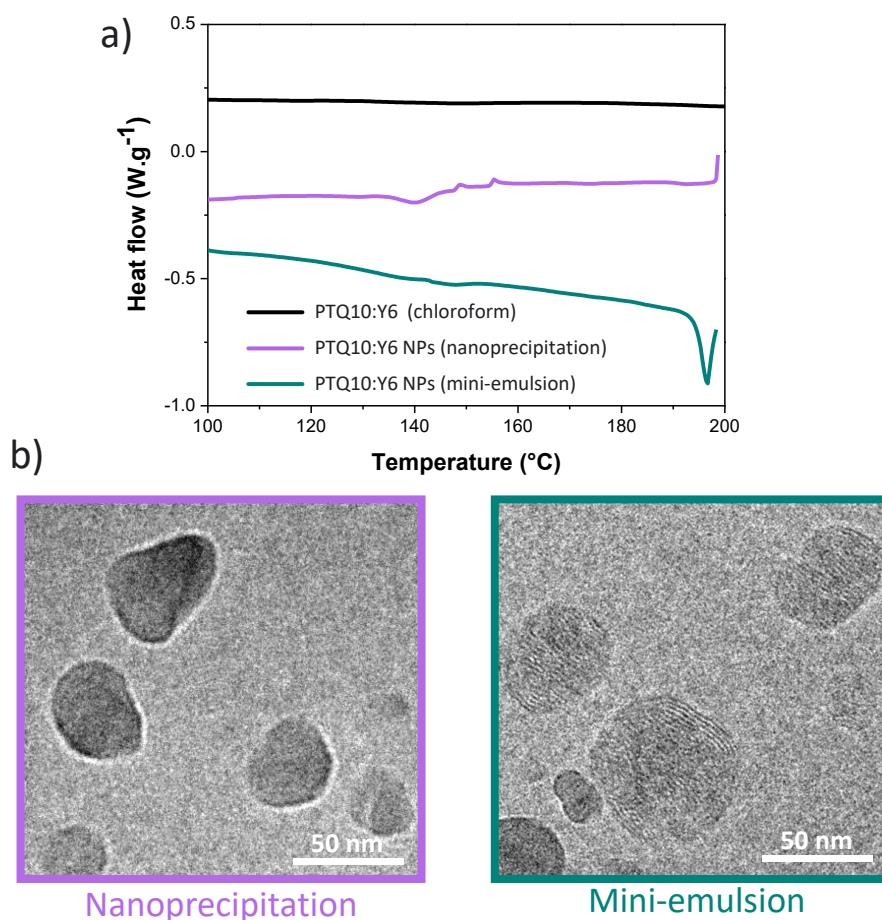 a)
0.5
0.0
-0.5
-1.0
Heat flow (W.g-1)
PTQ10:Y6 (chloroform)
PTQ10:Y6 NPs (nanoprecipitation)
PTQ10:Y6 NPs (mini-emulsion)
100 120 140 160 180 200
Temperature (°C)
b)
50 nm
50 nm
Nanoprecipitation
Mini-emulsion